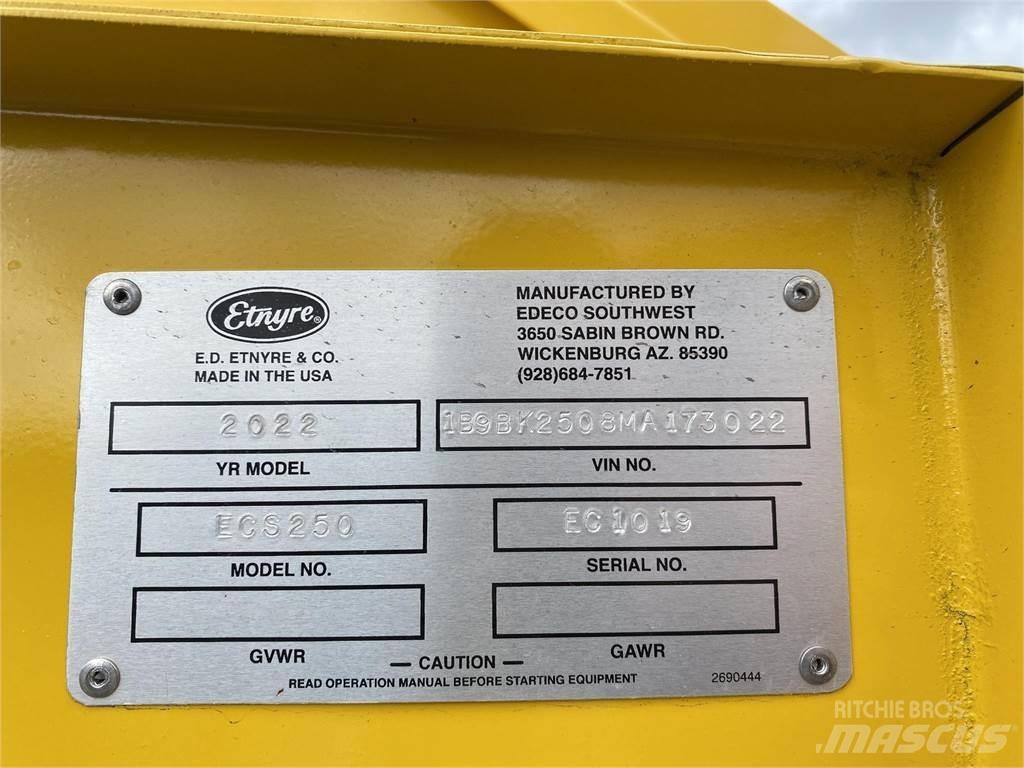 Etnyre®
E.D. ETNYRE & CO.
MADE IN THE USA
MANUFACTURED BY
EDECO SOUTHWEST
3650 SABIN BROWN RD.
WICKENBURG AZ. 85390
(928)684-7851
2022
YR MODEL
1B9BK2508MA173022
VIN NO.
ECS250
MODEL NO.
EC1019
SERIAL NO.
GVWR
GAWR
— CAUTION —
READ OPERATION MANUAL BEFORE STARTING EQUIPMENT
2690444
RITCHIE BROS.
MASCUS